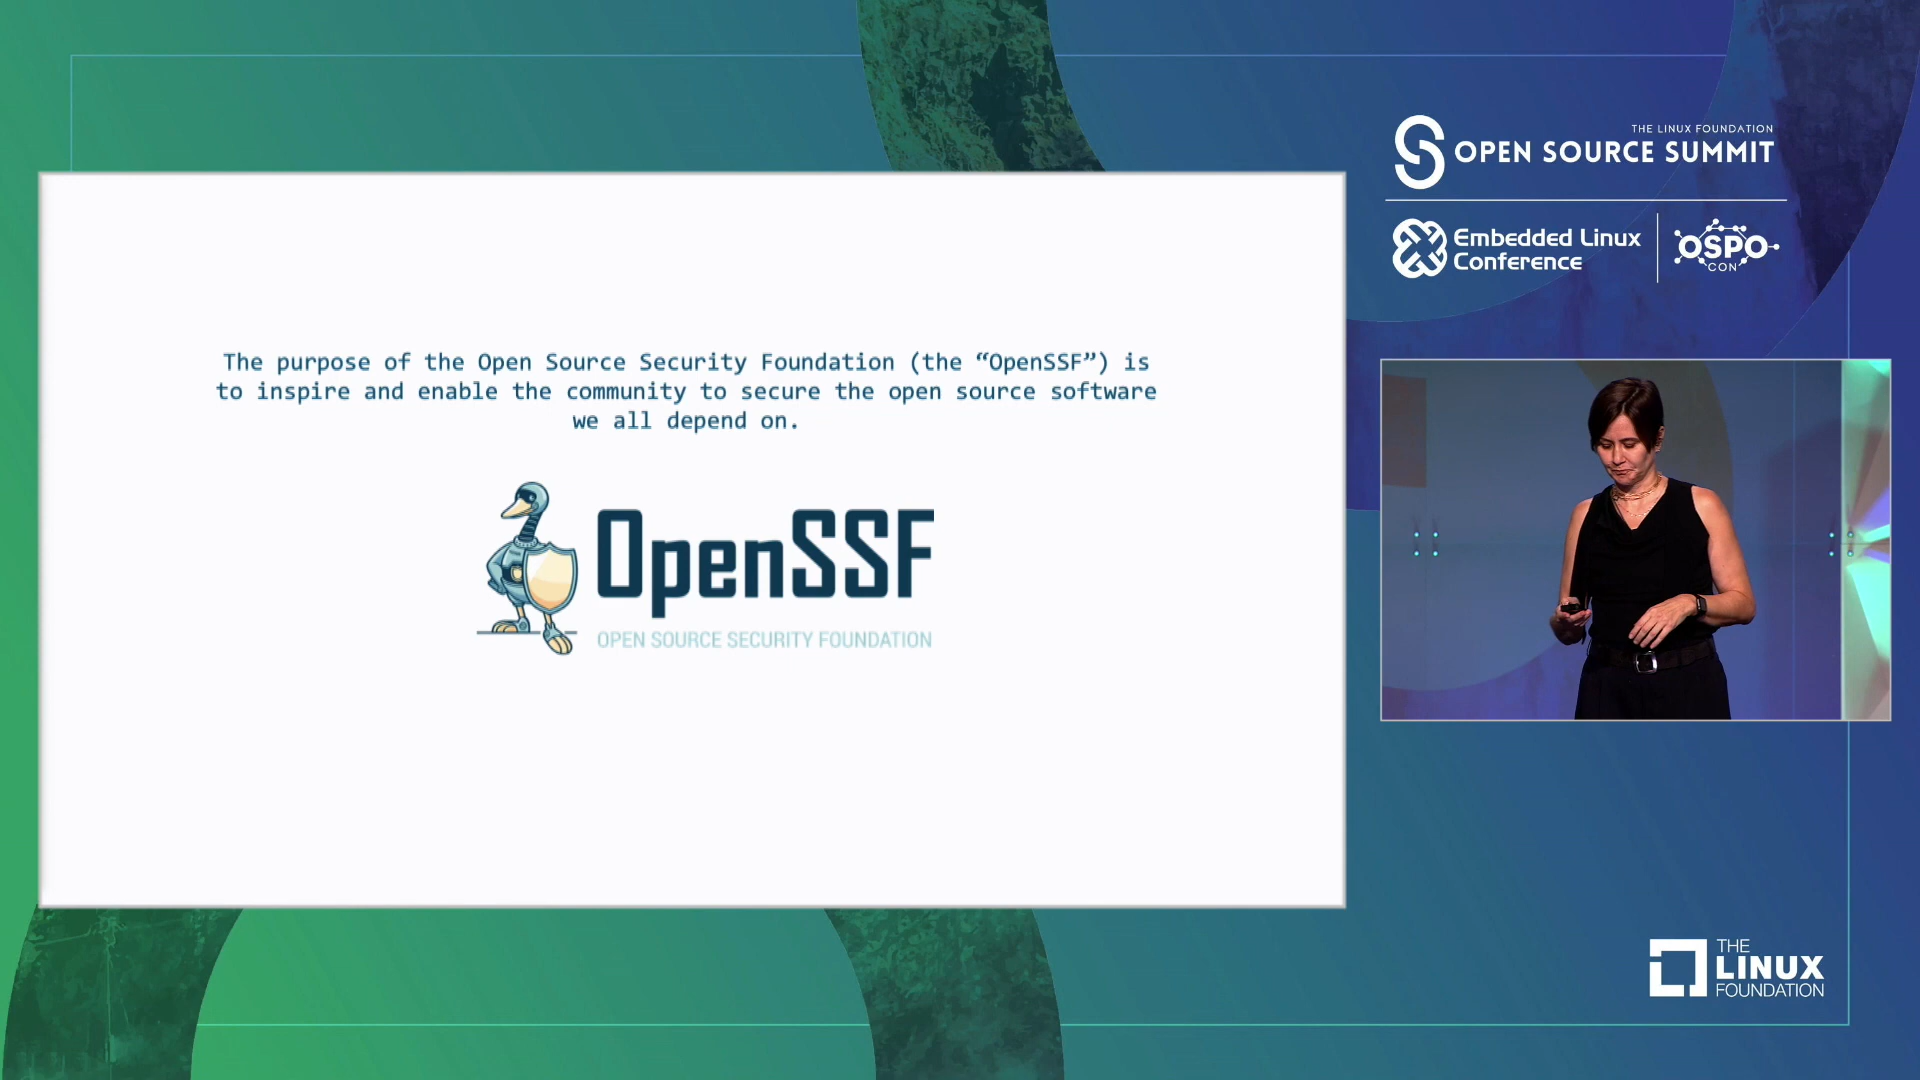 THE LINUX FOUNDATION
OPEN SOURCE SUMMIT
Embedded Linux
Conference
OSPO
CON
The purpose of the Open Source Security Foundation (the “OpenSSF”) is
to inspire and enable the community to secure the open source software
we all depend on.
OpenSSF
OPEN SOURCE SECURITY FOUNDATION
THE
LINUX
FOUNDATION